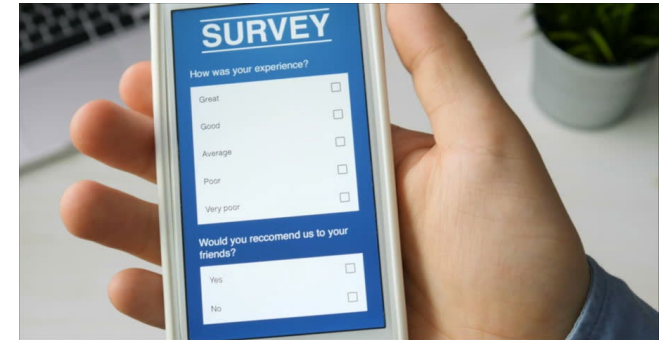 SURVEY
How was your experience?
Great
Good
Average
Poor
Very poor
Would you reccomend us to your
friends?
Yes
No